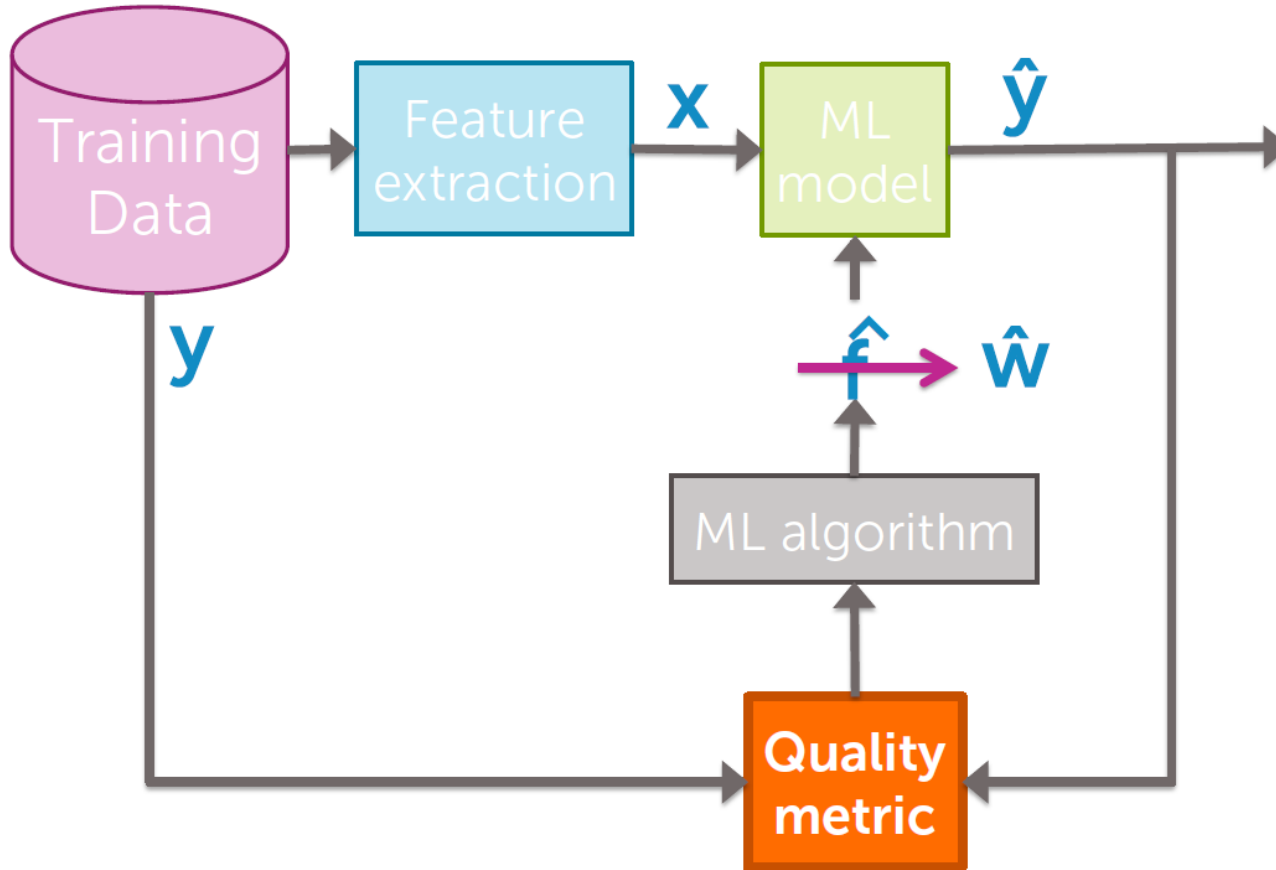 Training
Data
Feature
extraction
x
ML
model
ŷ
y
f̂
ŵ
ML algorithm
Quality
metric